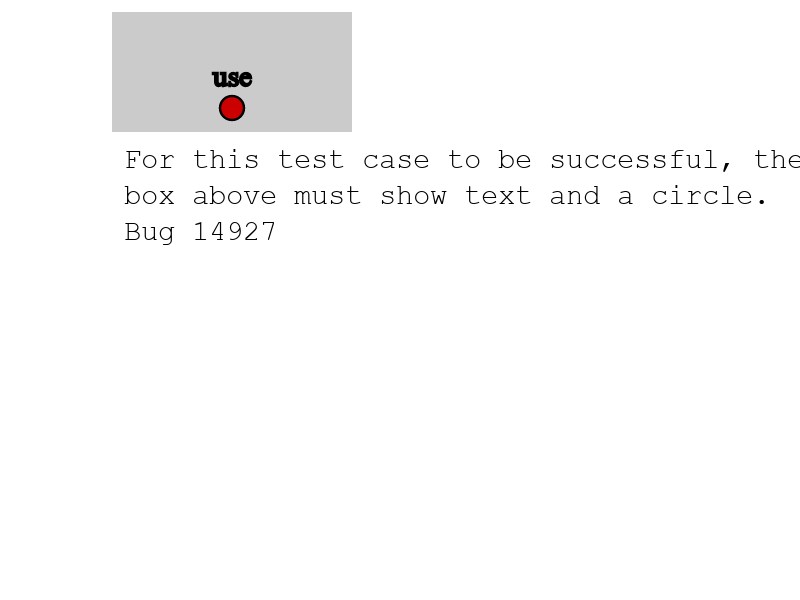 use
For this test case to be successful, the
box above must show text and a circle.
Bug 14927